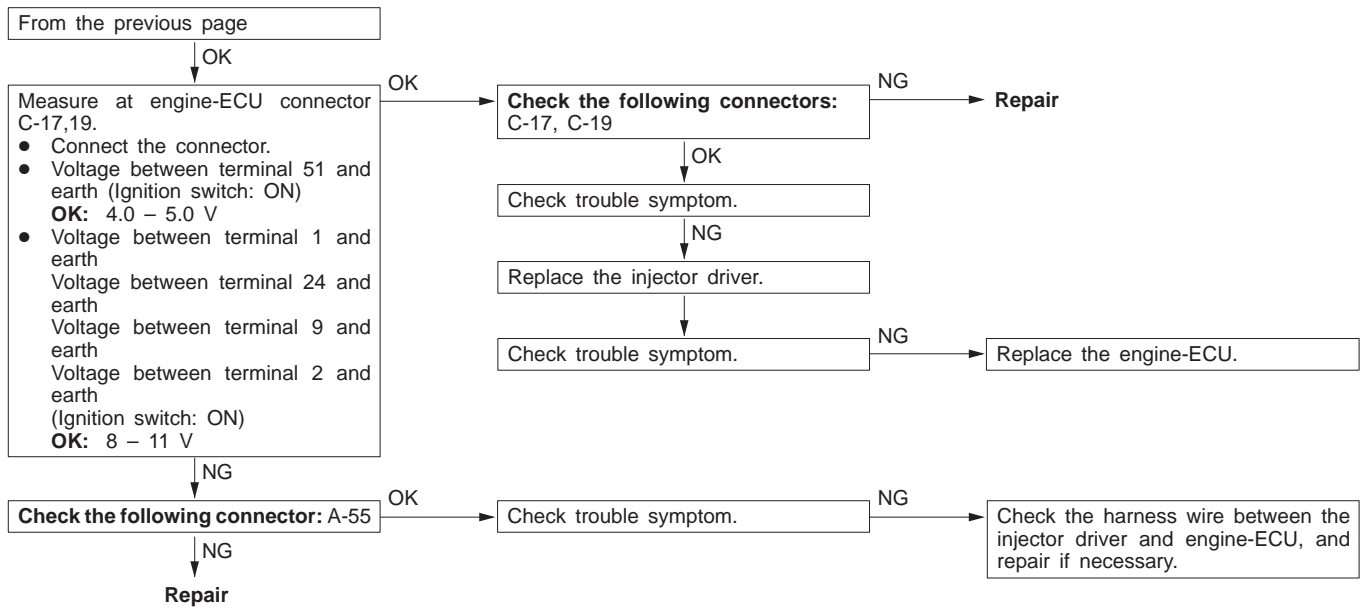 From the previous page
OK
Measure at engine-ECU connector
C-17,19.
● Connect the connector.
● Voltage between terminal 51 and
earth (Ignition switch: ON)
OK: 4.0 – 5.0 V
● Voltage between terminal 1 and
earth
Voltage between terminal 24 and
earth
Voltage between terminal 9 and
earth
Voltage between terminal 2 and
earth
(Ignition switch: ON)
OK: 8 – 11 V
OK
Check the following connectors:
C-17, C-19
NG
Repair
OK
Check trouble symptom.
NG
Replace the injector driver.
Check trouble symptom.
NG
Replace the engine-ECU.
NG
Check the following connector: A-55
OK
Check trouble symptom.
NG
Check the harness wire between the
injector driver and engine-ECU, and
repair if necessary.
NG
Repair